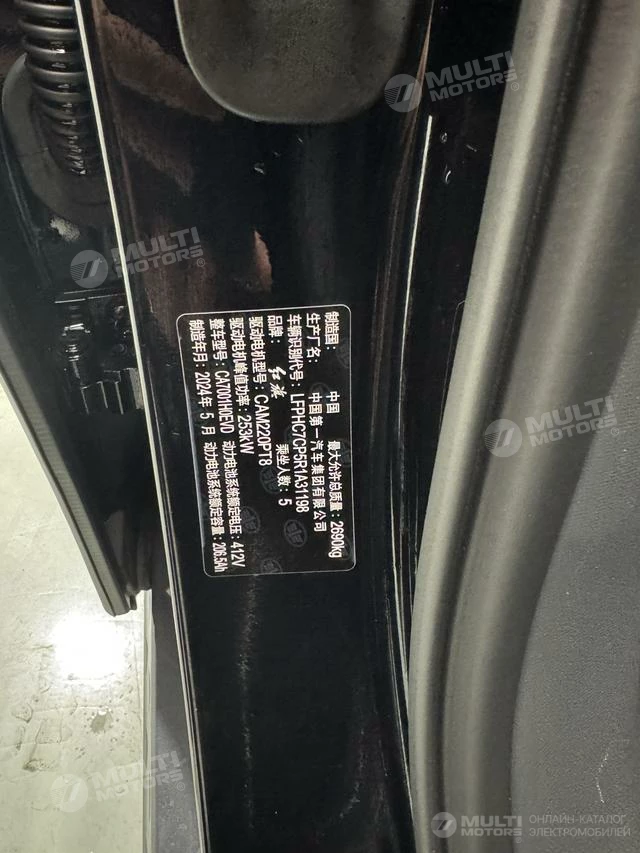 制造国： 中国 最大允许总质量：2690kg
生产厂名： 中国第一汽车集团有限公司
车辆识别代号：LFPHC7CP5R1A31198
品牌：红旗 乘坐人数：5
驱动电机型号：CAM220PT8
驱动电机峰值功率：253kW 动力电池系统额定电压：412V
整车型号：CA7001H0EVD 动力电池系统额定容量：206.5Ah
制造年月：2024年5月
MULTI
MOTORS®
MULTI
MOTORS®
MULTI
MOTORS®
MULTI
MOTORS®
MULTI
MOTORS®
ОНЛАЙН-КАТАЛОГ
ЭЛЕКТРОМОБИЛЕЙ